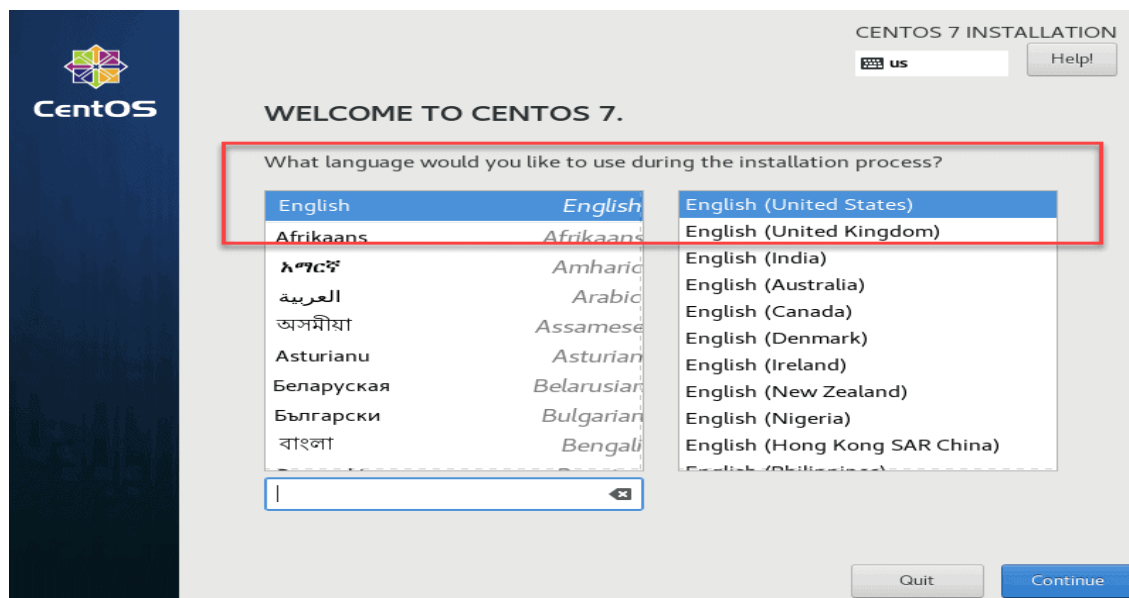 CENTOS 7 INSTALLATION
us
Help!
CentOS
WELCOME TO CENTOS 7.
What language would you like to use during the installation process?
English English
Afrikaans Afrikaans
አማርኛ Amharic
العربية Arabic
অসমীয়া Assamese
Asturianu Asturian
Беларуская Belarusian
Български Bulgarian
বাংলা Bengali
English (United States)
English (United Kingdom)
English (India)
English (Australia)
English (Canada)
English (Denmark)
English (Ireland)
English (New Zealand)
English (Nigeria)
English (Hong Kong SAR China)
English (Philippines)
Quit
Continue